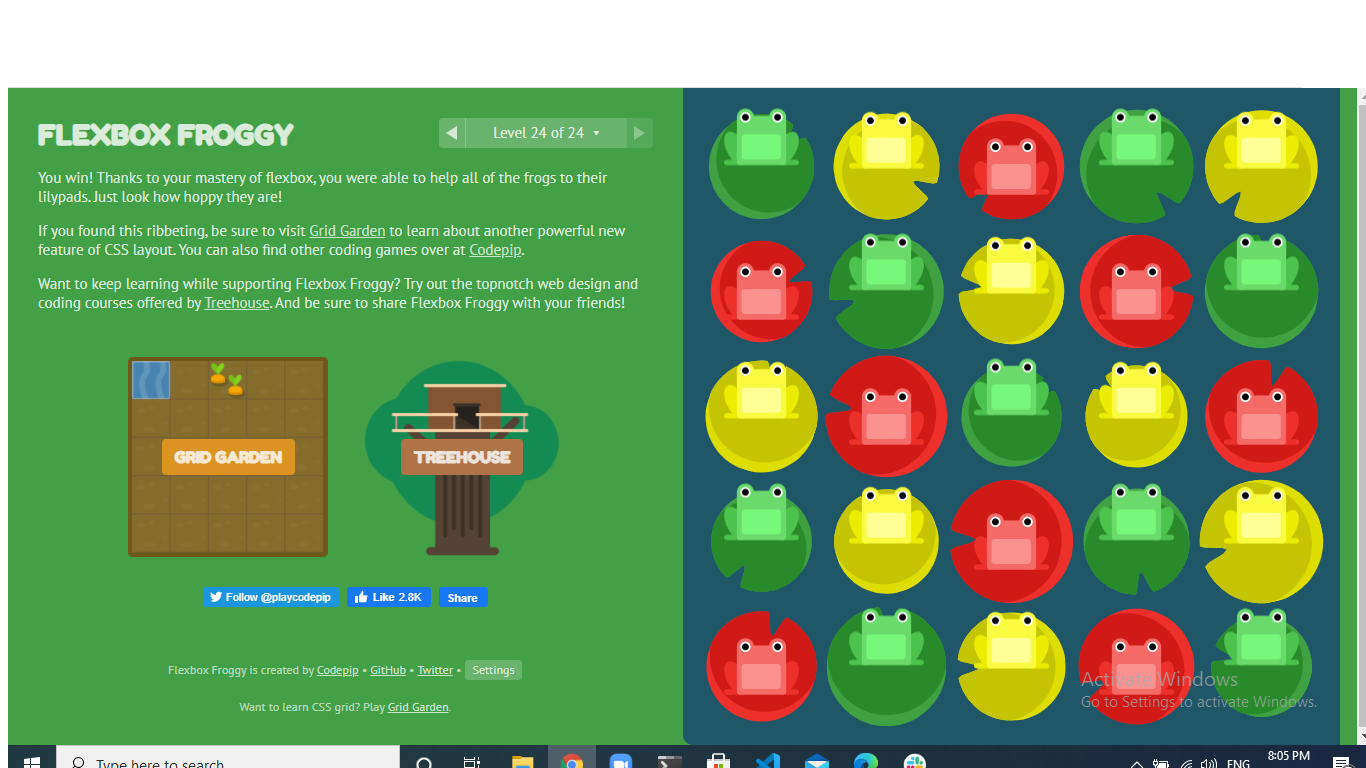 FLEXBOX FROGGY
Level 24 of 24
You win! Thanks to your mastery of flexbox, you were able to help all of the frogs to their
lilypads. Just look how hoppy they are!
If you found this ribbeting, be sure to visit Grid Garden to learn about another powerful new
feature of CSS layout. You can also find other coding games over at Codepip.
Want to keep learning while supporting Flexbox Froggy? Try out the topnotch web design and
coding courses offered by Treehouse. And be sure to share Flexbox Froggy with your friends!
GRID GARDEN
TREEHOUSE
Follow @playcodepip
Like 2.8K
Share
Flexbox Froggy is created by Codepip • GitHub • Twitter • Settings
Want to learn CSS grid? Play Grid Garden.
Activate Windows
Go to Settings to activate Windows.
Type here to search
ENG
8:05 PM